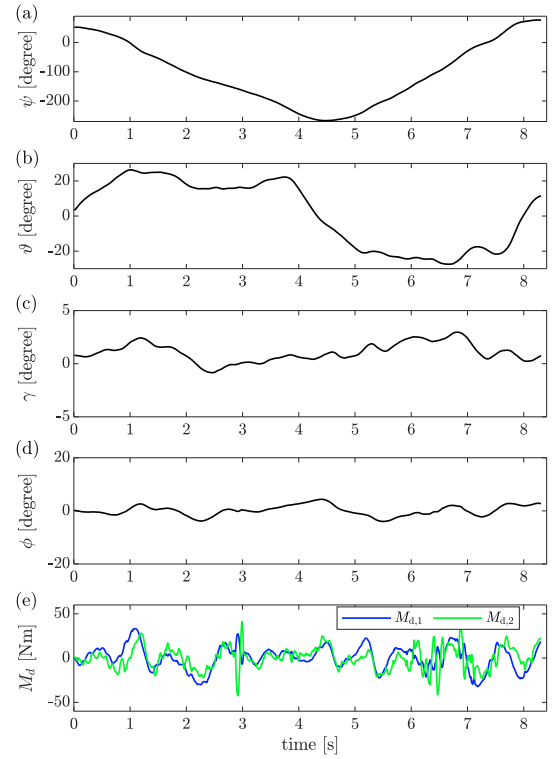 (a)
ψ [degree]
0
-100
-200
0 1 2 3 4 5 6 7 8
(b)
ϑ [degree]
20
0
-20
0 1 2 3 4 5 6 7 8
(c)
γ [degree]
5
0
-5
0 1 2 3 4 5 6 7 8
(d)
ϕ [degree]
20
0
-20
0 1 2 3 4 5 6 7 8
(e)
M_d [Nm]
50
0
-50
M_d,1 M_d,2
0 1 2 3 4 5 6 7 8
time [s]